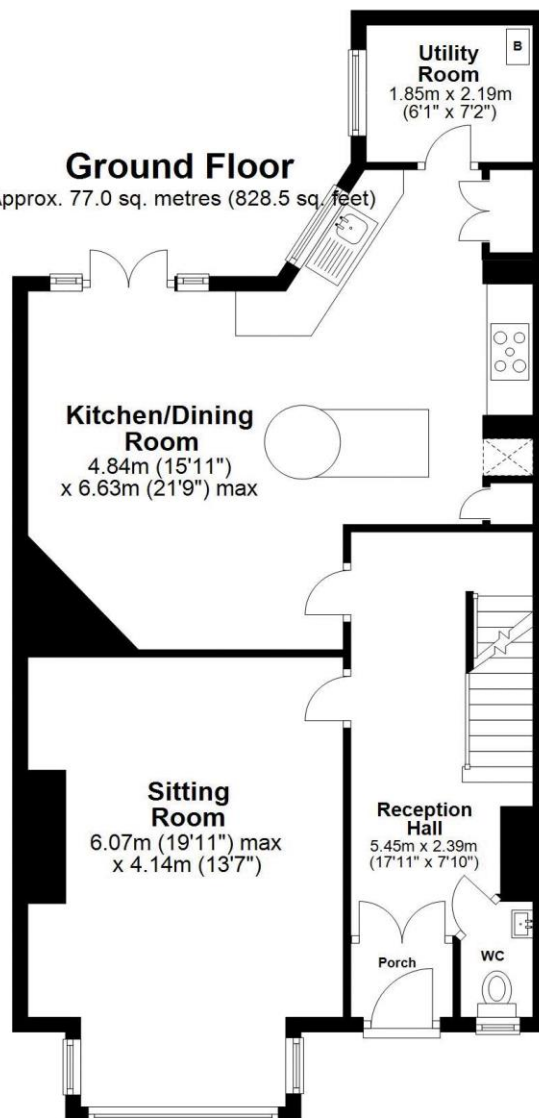 Utility
Room
1.85m x 2.19m
(6'1" x 7'2")
B
Ground Floor
Approx. 77.0 sq. metres (828.5 sq. feet)
Kitchen/Dining
Room
4.84m (15'11")
x 6.63m (21'9") max
Sitting
Room
6.07m (19'11") max
x 4.14m (13'7")
Reception
Hall
5.45m x 2.39m
(17'11" x 7'10")
Porch
WC